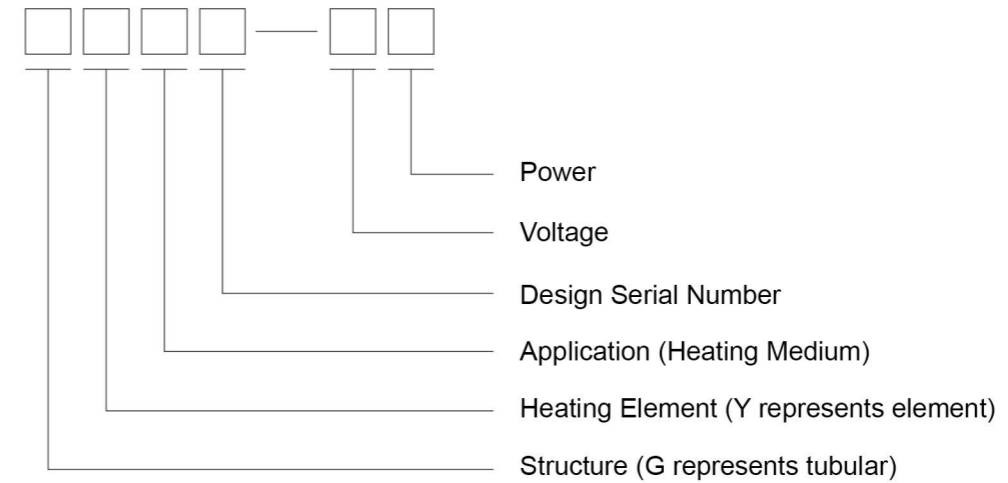 Power
Voltage
Design Serial Number
Application (Heating Medium)
Heating Element (Y represents element)
Structure (G represents tubular)